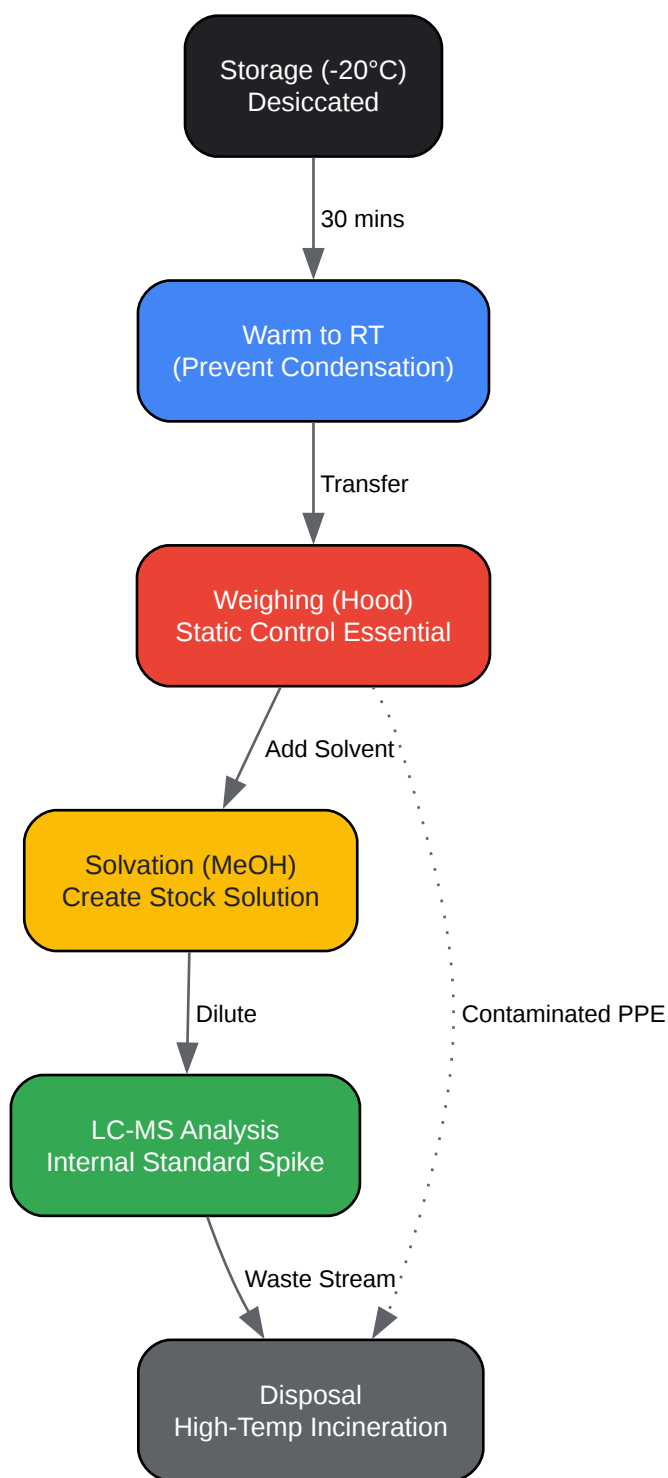 Storage (-20°C)
Desiccated
30 mins
Warm to RT
(Prevent Condensation)
Transfer
Weighing (Hood)
Static Control Essential
Add Solvent
Solvation (MeOH)
Create Stock Solution
Dilute
Contaminated PPE
LC-MS Analysis
Internal Standard Spike
Waste Stream
Disposal
High-Temp Incineration